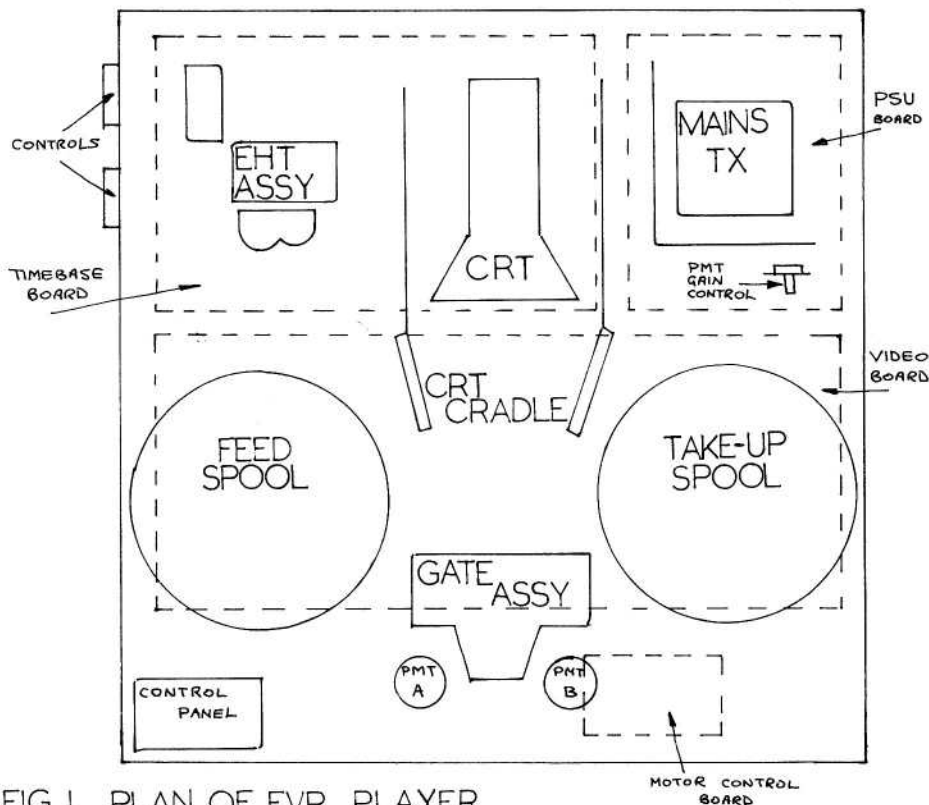 CONTROLS
EHT
ASSY
CRT
MAINS
TX
PSU
BOARD
TIMEBASE
BOARD
PMT
GAIN
CONTROL
VIDEO
BOARD
CRT
CRADLE
FEED
SPOOL
TAKE-UP
SPOOL
GATE
ASSY
PMT
A
PMT
B
CONTROL
PANEL
MOTOR CONTROL
BOARD
FIG.1. PLAN OF EVR PLAYER